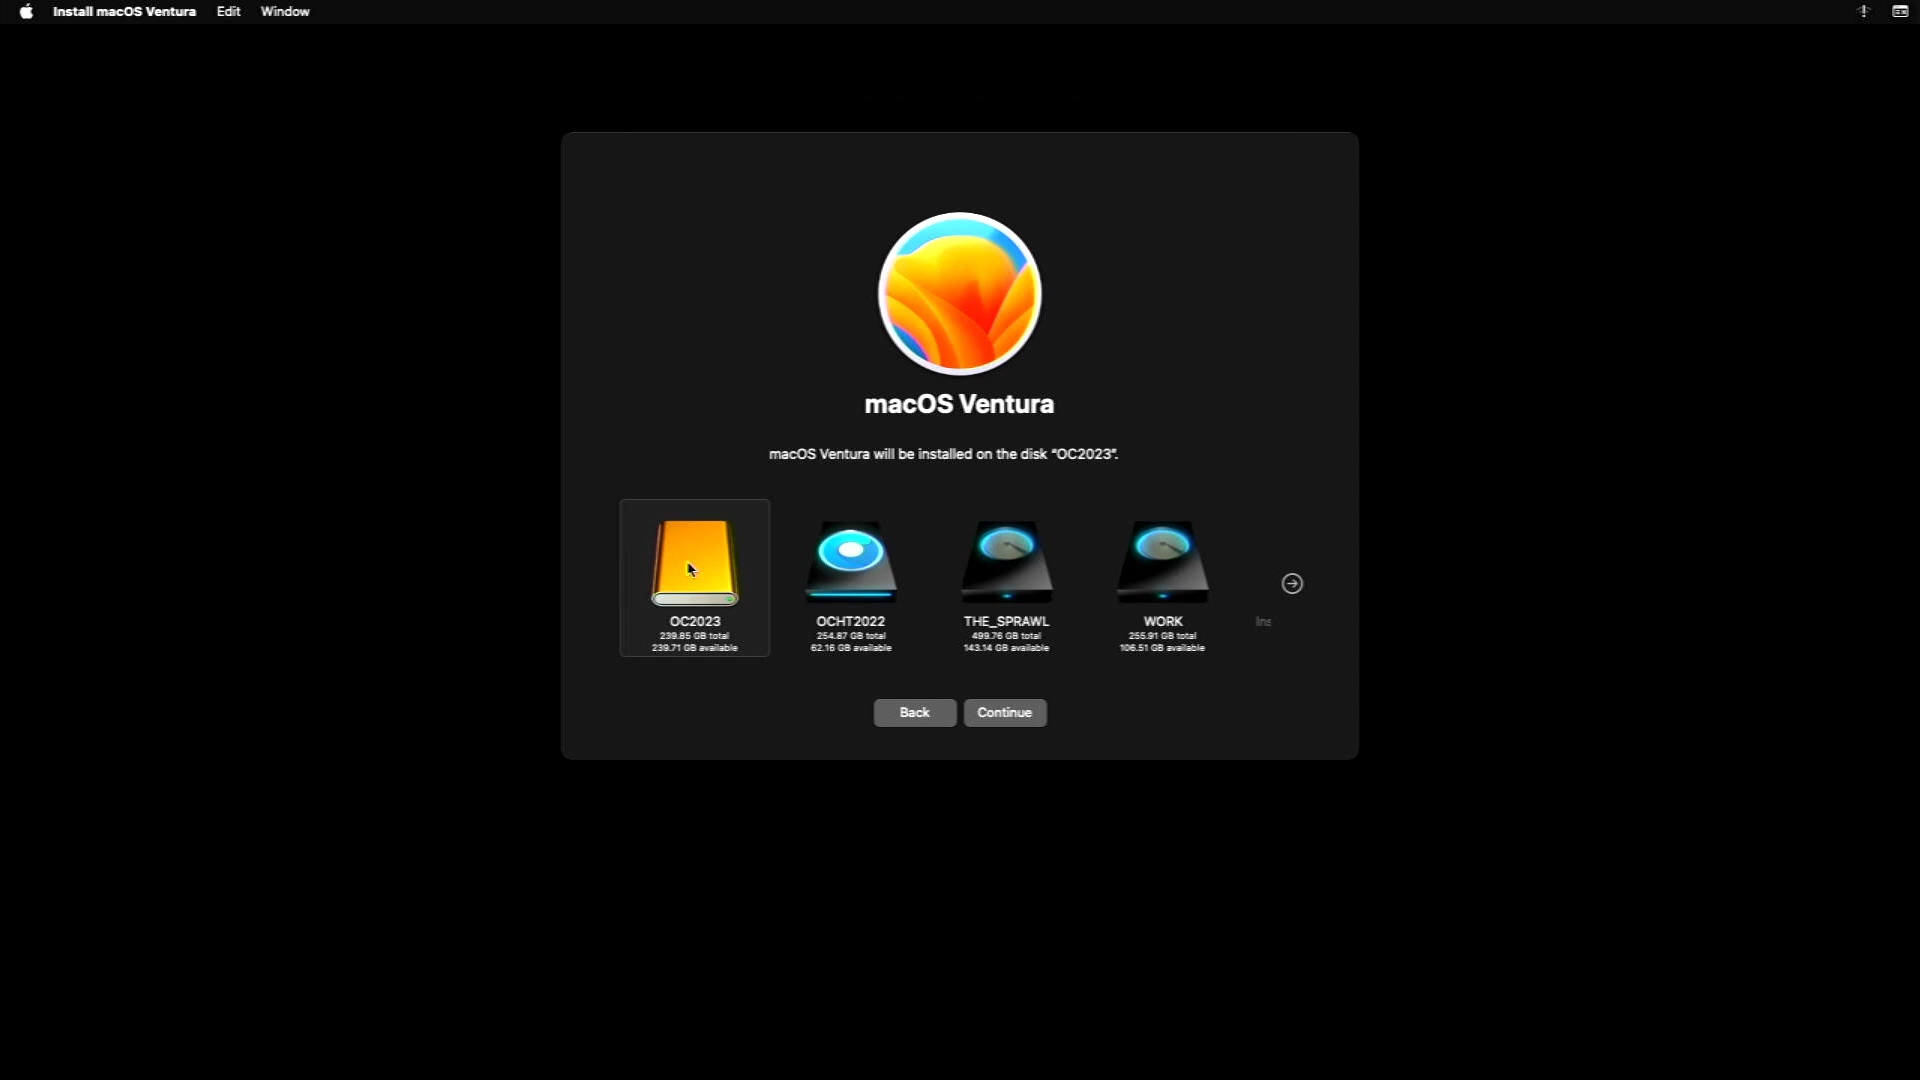 Install macOS Ventura Edit Window
macOS Ventura
macOS Ventura will be installed on the disk “OC2023”.
OC2023
239.85 GB total
239.71 GB available
OCHT2022
254.87 GB total
62.16 GB available
THE_SPRAWL
499.76 GB total
143.14 GB available
WORK
255.91 GB total
106.51 GB available
Ins
Back Continue